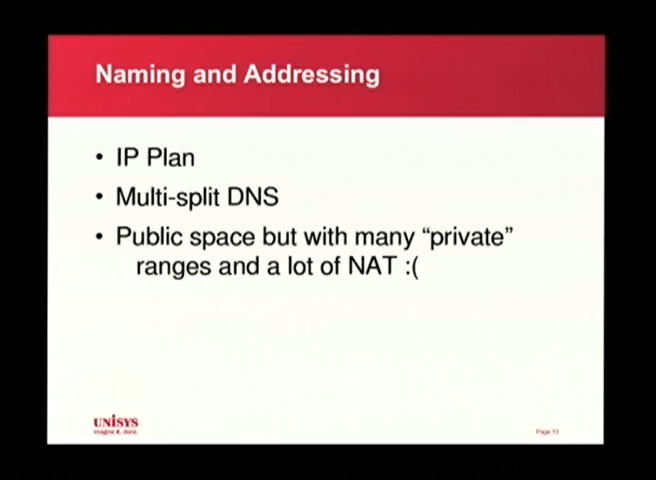 Naming and Addressing
• IP Plan
• Multi-split DNS
• Public space but with many “private”
ranges and a lot of NAT :(
UNISYS
imagine it. done.
Page 13